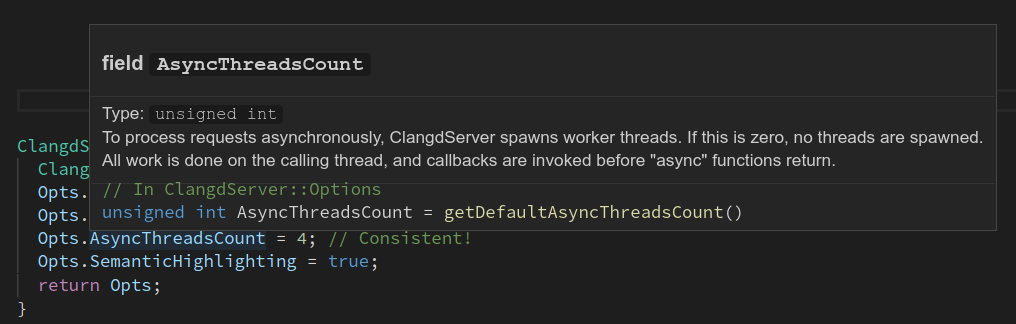 field AsyncThreadsCount
Type: unsigned int
To process requests asynchronously, ClangdServer spawns worker threads. If this is zero, no threads are spawned.
All work is done on the calling thread, and callbacks are invoked before "async" functions return.
ClangdS
Clang
Opts. // In ClangdServer::Options
Opts. unsigned int AsyncThreadsCount = getDefaultAsyncThreadsCount()
Opts.AsyncThreadsCount = 4; // Consistent!
Opts.SemanticHighlighting = true;
return Opts;
}